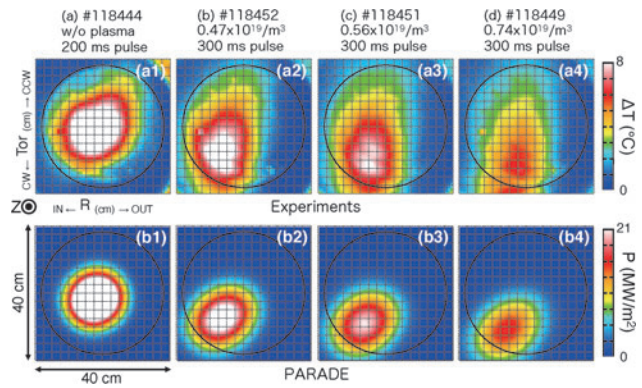 (a) #118444 (b) #118452 (c) #118451 (d) #118449
w/o plasma 0.47x10¹⁹/m³ 0.56x10¹⁹/m³ 0.74x10¹⁹/m³
200 ms pulse 300 ms pulse 300 ms pulse 300 ms pulse
(a1) (a2) (a3) (a4) 8
CW ← Tor (cm) → CCW
ΔT (°C)
0
Z IN ← R (cm) → OUT Experiments
(b1) (b2) (b3) (b4) 21
40 cm
P (MW/m²)
0
40 cm PARADE